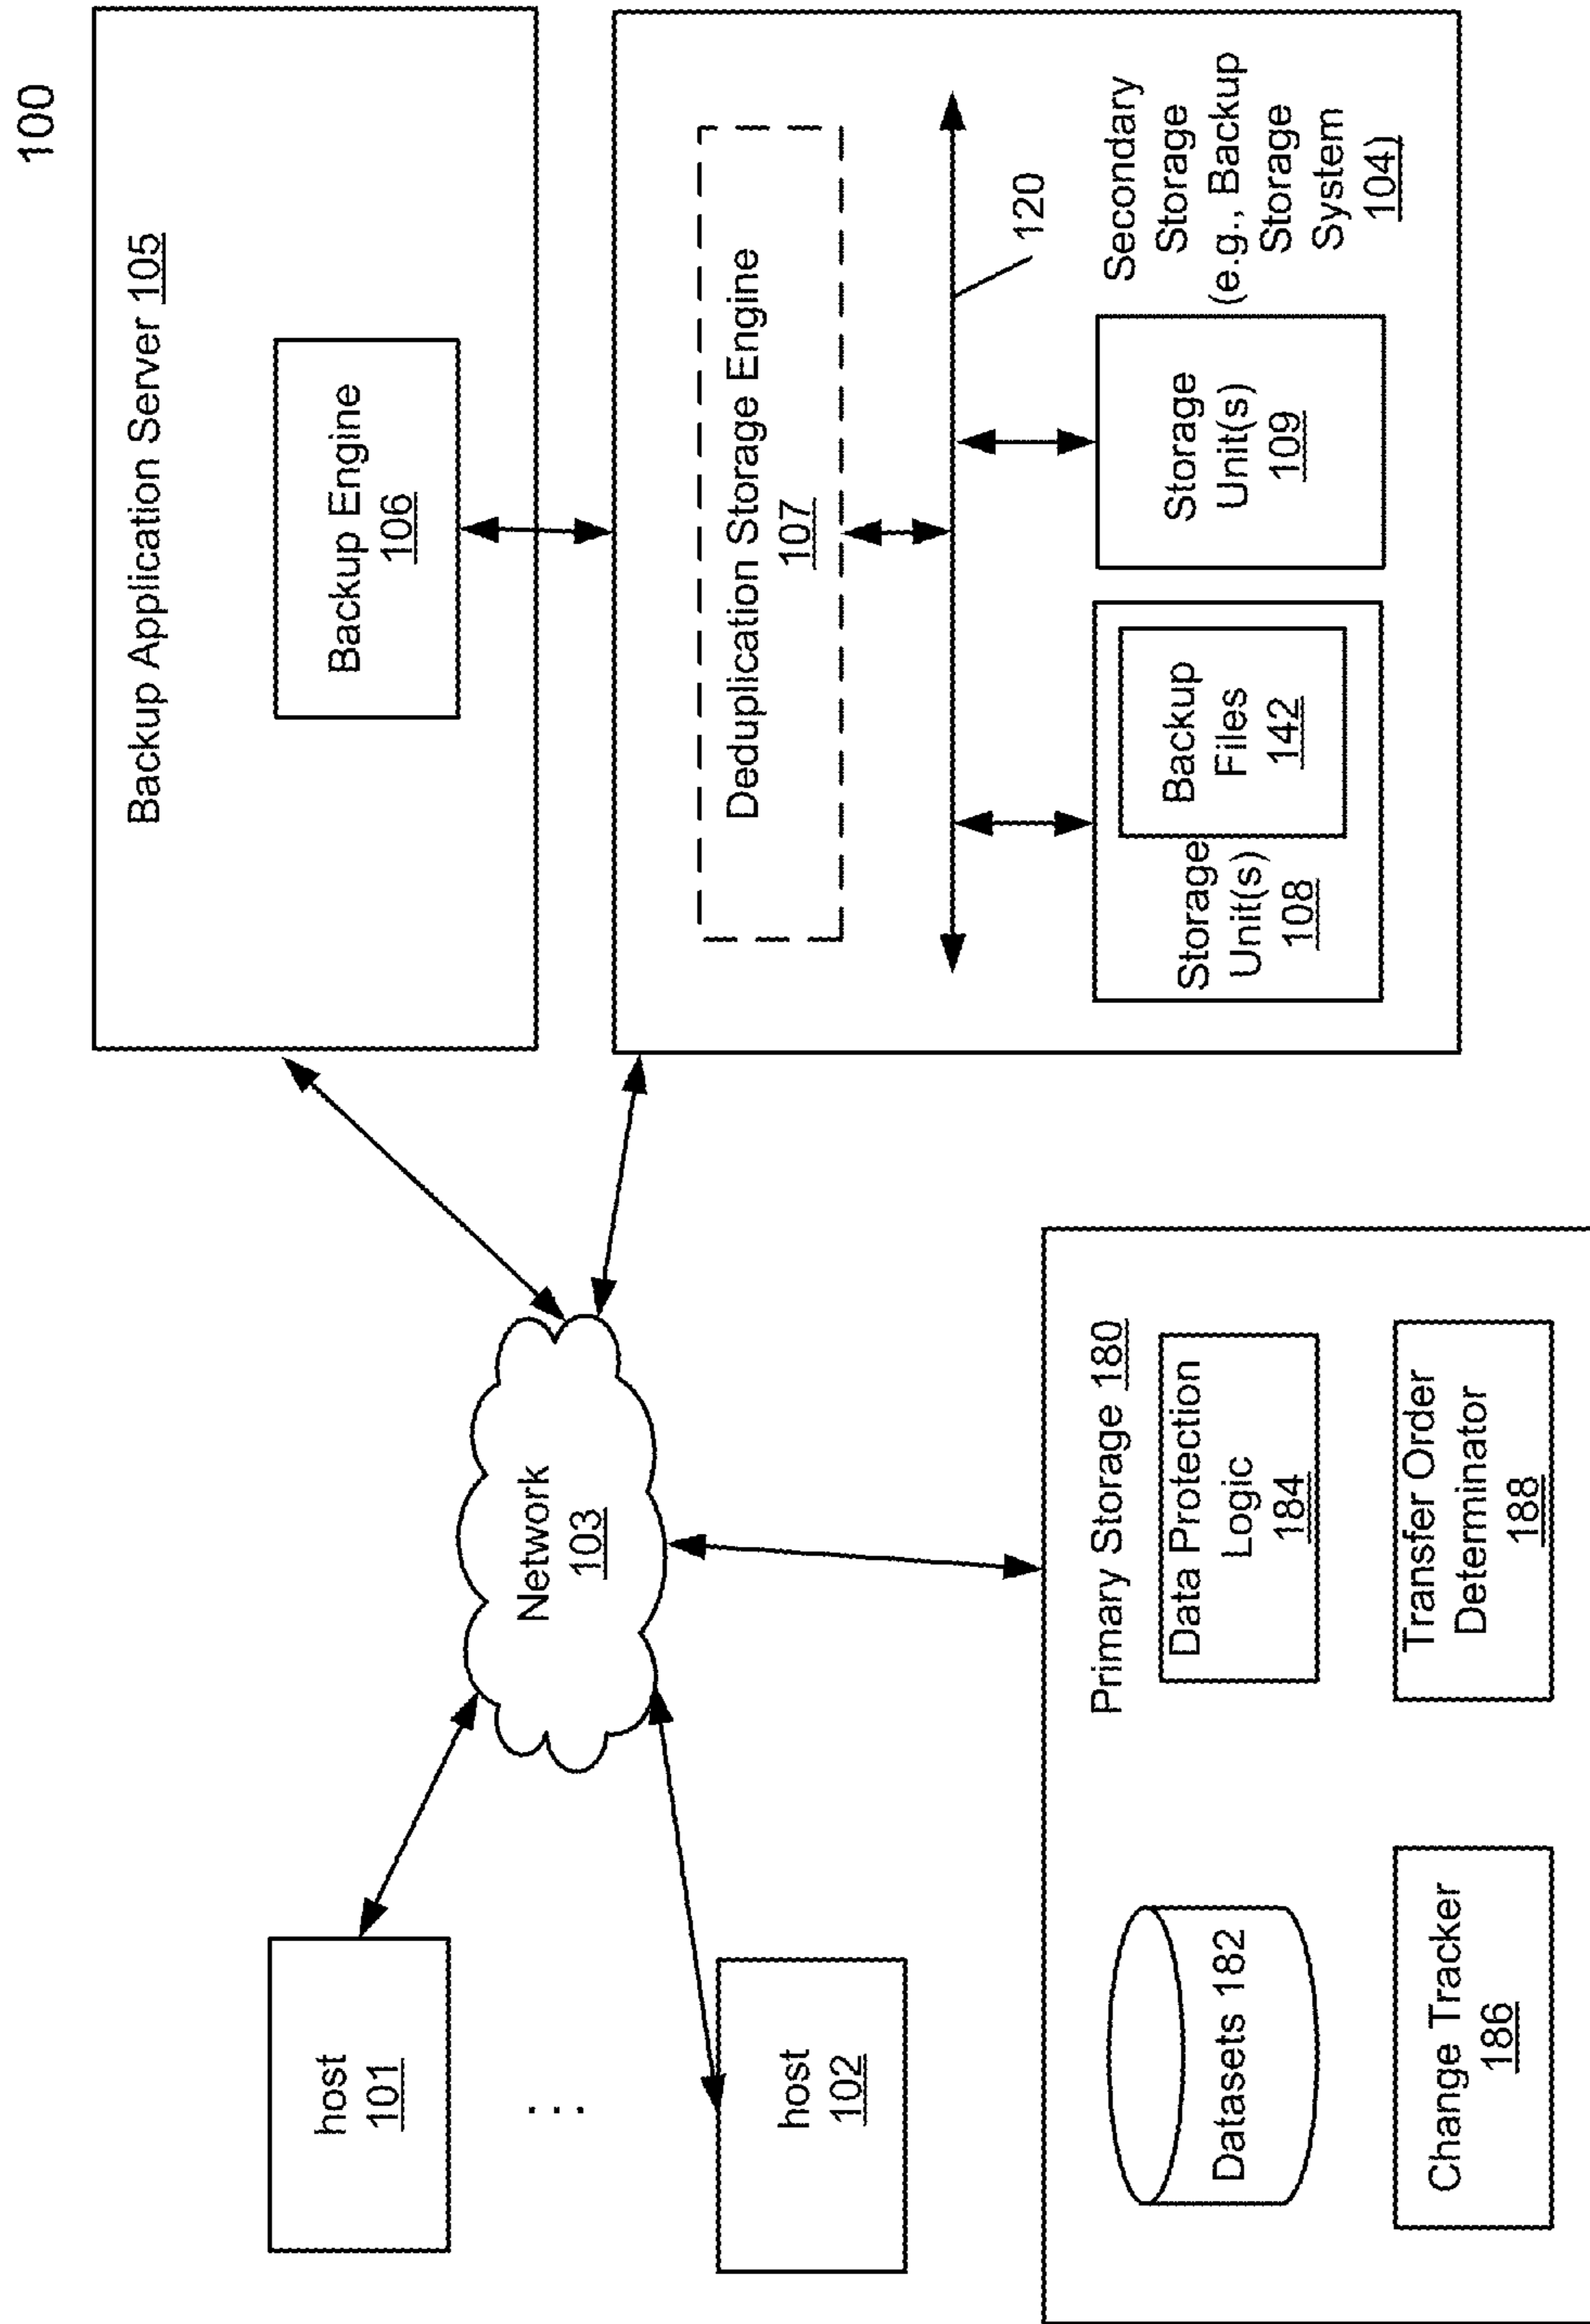 100
Backup Application Server 105
Backup Engine
106
host
101
...
host
102
Network
103
Deduplication Storage Engine
107
120
Storage
Unit(s)
108
Backup
Files
142
Storage
Unit(s)
109
Secondary
Storage
(e.g., Backup
Storage
System
104)
Primary Storage 180
Datasets 182
Data Protection
Logic
184
Change Tracker
186
Transfer Order
Determinator
188